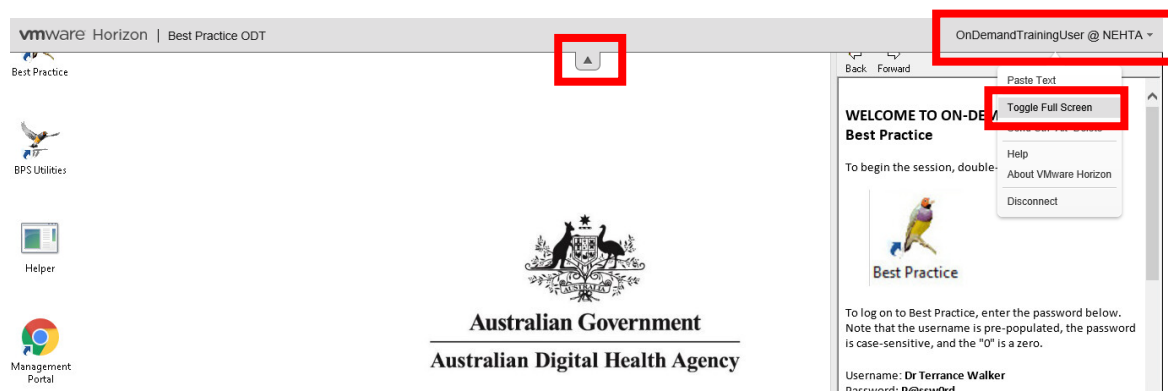 vmware Horizon | Best Practice ODT
OnDemandTrainingUser @ NEHTA
Best Practice
BPS Utilities
Helper
Management
Portal
Australian Government
Australian Digital Health Agency
Back Forward
Paste Text
Toggle Full Screen
Help
About VMware Horizon
Disconnect
WELCOME TO ON-DEM
Best Practice
To begin the session, double-
Best Practice
To log on to Best Practice, enter the password below.
Note that the username is pre-populated, the password
is case-sensitive, and the "0" is a zero.
Username: Dr Terrance Walker
Password: P@ssw0rd